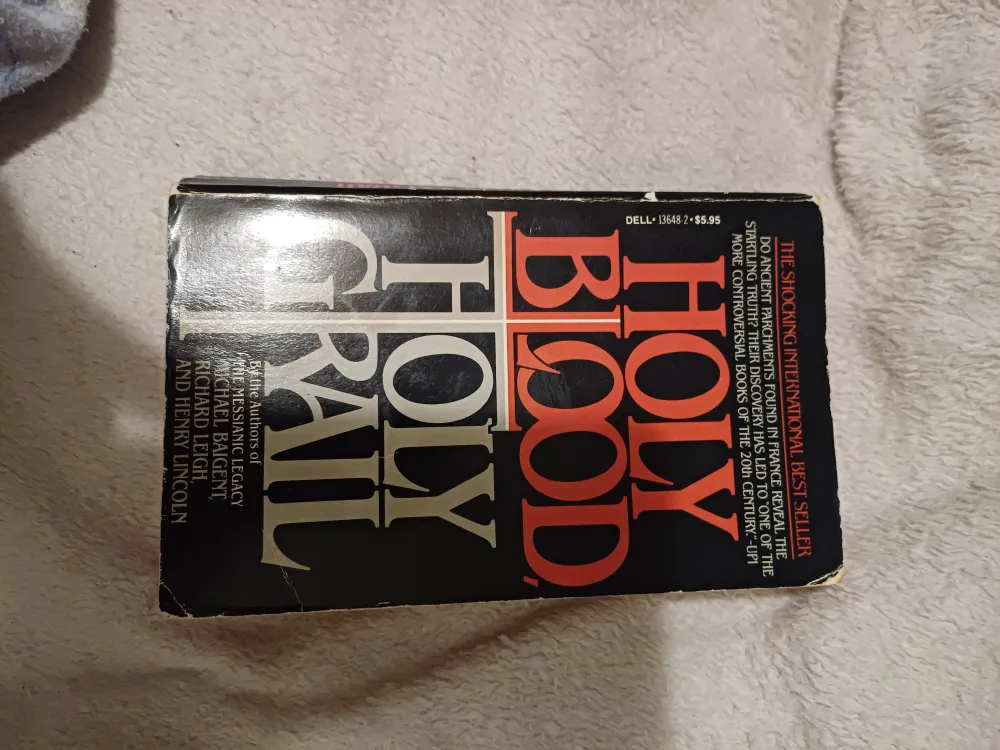 DELL • 13648-2 • $5.95
THE SHOCKING INTERNATIONAL BEST SELLER
DO ANCIENT PARCHMENTS FOUND IN FRANCE REVEAL THE
STARTLING TRUTH? THEIR DISCOVERY HAS LED TO "ONE OF THE
MORE CONTROVERSIAL BOOKS OF THE 20th CENTURY."-UPI
HOLY
BLOOD,
HOLY
GRAIL
By the Authors of
THE MESSIANIC LEGACY
MICHAEL BAIGENT,
RICHARD LEIGH,
AND HENRY LINCOLN